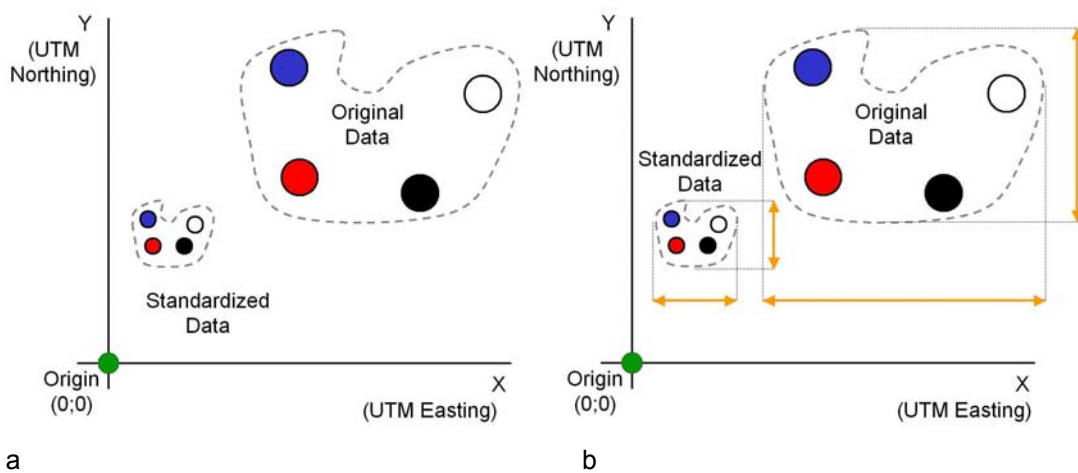 Y
(UTM
Northing)
Original
Data
Standardized
Data
Origin
(0;0)
X
(UTM Easting)
a
Y
(UTM
Northing)
Original
Data
Standardized
Data
Origin
(0;0)
X
(UTM Easting)
b